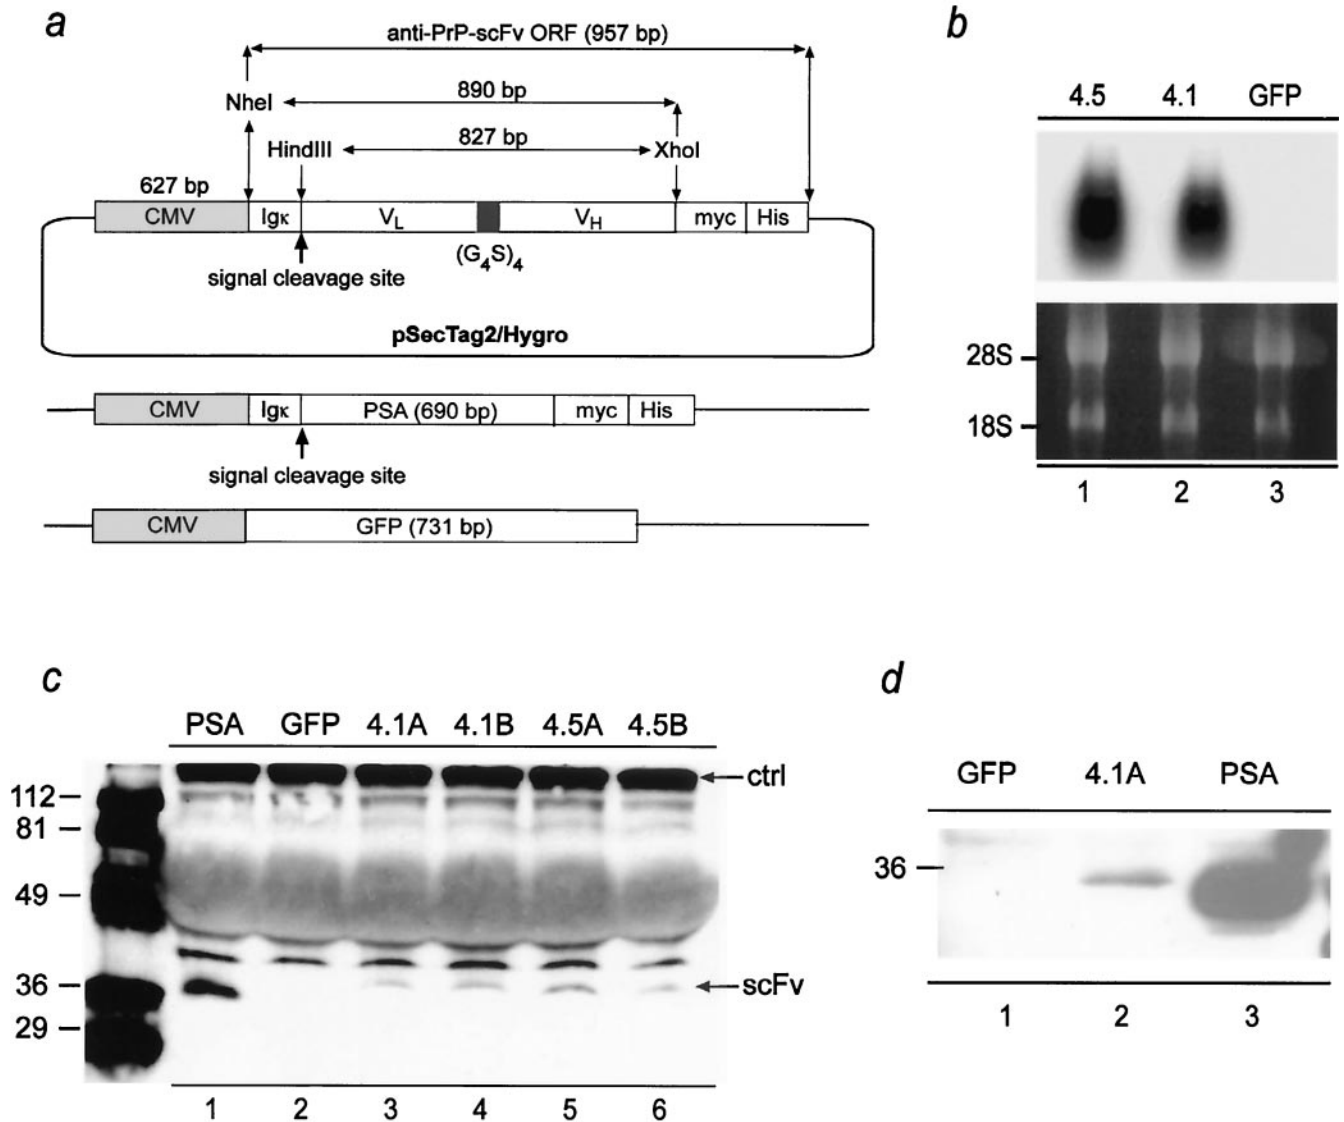 a
anti-PrP-scFv ORF (957 bp)
NheI
890 bp
HindIII
827 bp
XhoI
627 bp
CMV
Igκ
V_L
V_H
myc
His
(G4S)4
signal cleavage site
pSecTag2/Hygro
CMV
Igκ
PSA (690 bp)
myc
His
signal cleavage site
CMV
GFP (731 bp)
b
4.5 4.1 GFP
28S
18S
1 2 3
c
PSA GFP 4.1A 4.1B 4.5A 4.5B
ctrl
112
81
49
36
scFv
29
1 2 3 4 5 6
d
GFP 4.1A PSA
36
1 2 3